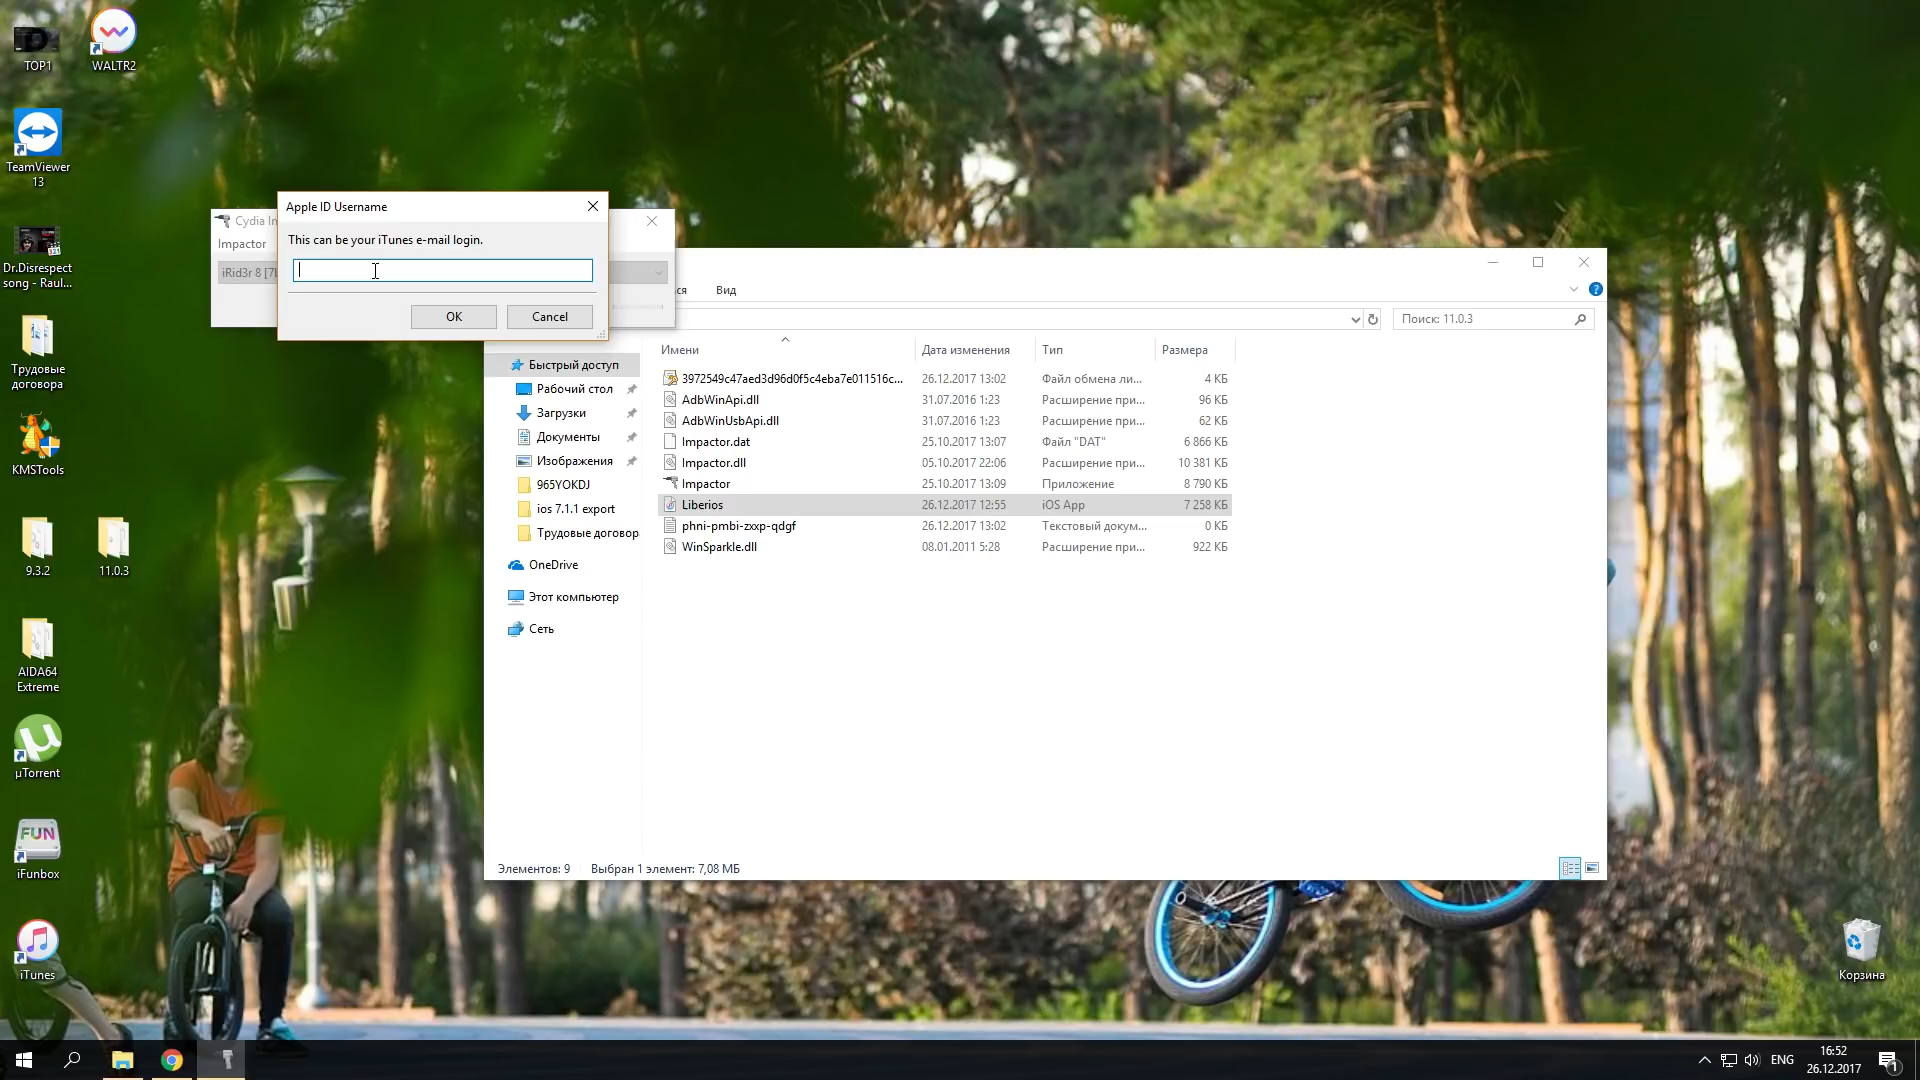 TOP1
WALTR2
TeamViewer
13
Dr.Disrespect
song - Raul...
Трудовые
договора
KMSTools
9.3.2
11.0.3
AIDA64
Extreme
µTorrent
FUN
iFunbox
iTunes
Корзина
Cydia Im
Impactor
iRid3r 8 [7
Apple ID Username
This can be your iTunes e-mail login.
OK
Cancel
ся
Вид
Поиск: 11.0.3
Имени
Дата изменения
Тип
Размера
Быстрый доступ
Рабочий стол
Загрузки
Документы
Изображения
965YOKDJ
ios 7.1.1 export
Трудовые договор
OneDrive
Этот компьютер
Сеть
3972549c47aed3d96d0f5c4eba7e011516c... 26.12.2017 13:02 Файл обмена ли... 4 КБ
AdbWinApi.dll 31.07.2016 1:23 Расширение при... 96 КБ
AdbWinUsbApi.dll 31.07.2016 1:23 Расширение при... 62 КБ
Impactor.dat 25.10.2017 13:07 Файл "DAT" 6 866 КБ
Impactor.dll 05.10.2017 22:06 Расширение при... 10 381 КБ
Impactor 25.10.2017 13:09 Приложение 8 790 КБ
Liberios 26.12.2017 12:55 iOS App 7 258 КБ
phni-pmbi-zxxp-qdgf 26.12.2017 13:02 Текстовый докум... 0 КБ
WinSparkle.dll 08.01.2011 5:28 Расширение при... 922 КБ
Элементов: 9
Выбран 1 элемент: 7,08 МБ
ENG
16:52
26.12.2017
1